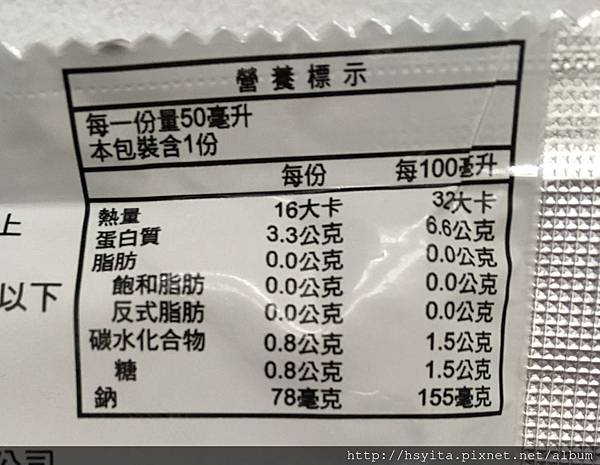 營養標示
每一份量50毫升
本包裝含1份
每份 每100毫升
熱量 16大卡 32大卡
蛋白質 3.3公克 6.6公克
脂肪 0.0公克 0.0公克
飽和脂肪 0.0公克 0.0公克
反式脂肪 0.0公克 0.0公克
碳水化合物 0.8公克 1.5公克
糖 0.8公克 1.5公克
鈉 78毫克 155毫克
上
以下
公司
http://hsyita.pixnet.net/album